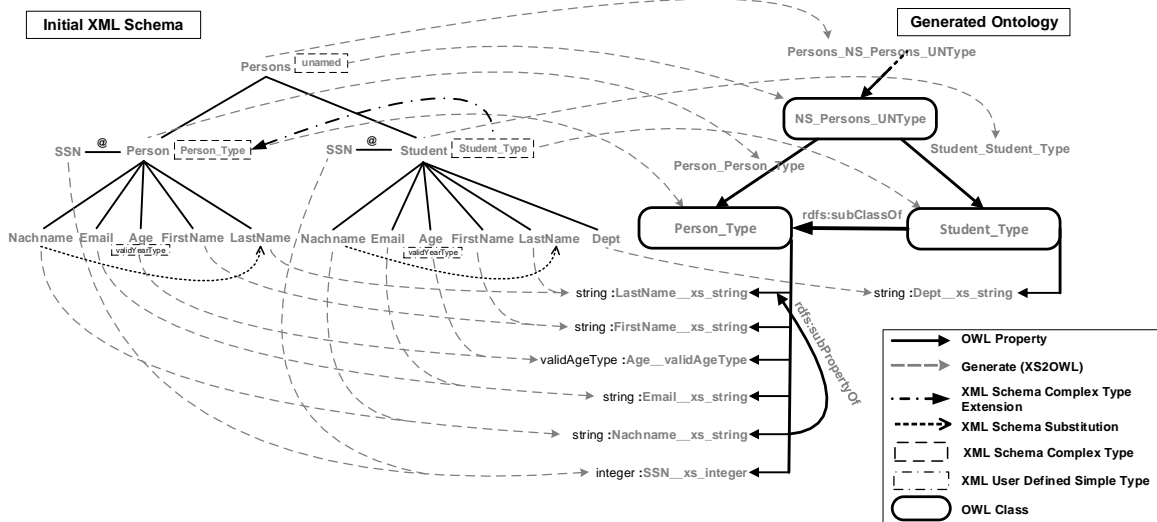 Initial XML Schema
Generated Ontology
Persons
unnamed
Persons_NS_Persons_UNType
NS_Persons_UNType
@
@
SSN
Person
Person_Type
SSN
Student
Student_Type
Student_Student_Type
Person_Person_Type
rdfs:subClassOf
Person_Type
Student_Type
Nachname
Email
Age
FirstName
LastName
validYearType
Nachname
Email
Age
FirstName
LastName
Dept
validYearType
string :LastName__xs_string
string :Dept__xs_string
string :FirstName__xs_string
validAgeType :Age__validAgeType
string :Email__xs_string
string :Nachname__xs_string
integer :SSN__xs_integer
rdfs:subPropertyOf
OWL Property
Generate (XS2OWL)
XML Schema Complex Type
Extension
XML Schema Substitution
XML Schema Complex Type
XML User Defined Simple Type
OWL Class